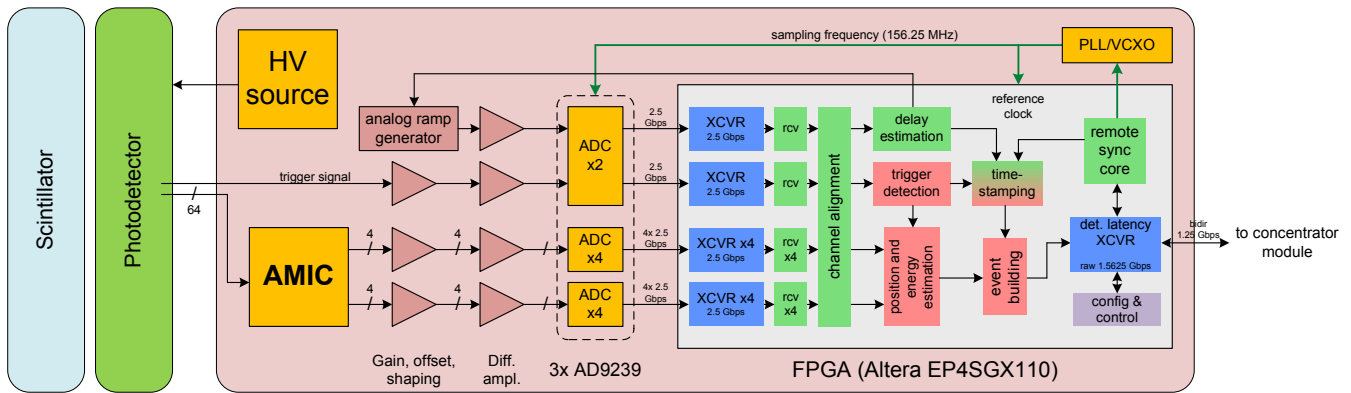 Scintillator
Photodetector
HV
source
64
trigger signal
AMIC
analog ramp
generator
4
4
4
4
Gain, offset,
shaping
Diff.
ampl.
ADC
x2
ADC
x4
ADC
x4
3x AD9239
sampling frequency (156.25 MHz)
PLL/VCXO
reference
clock
2.5
Gbps
2.5
Gbps
4x 2.5
Gbps
4x 2.5
Gbps
XCVR
2.5 Gbps
XCVR
2.5 Gbps
XCVR x4
2.5 Gbps
XCVR x4
2.5 Gbps
rcv
rcv
rcv
x4
rcv
x4
channel alignment
delay
estimation
trigger
detection
position and
energy
estimation
time-
stamping
event
building
remote
sync
core
det. latency
XCVR
raw 1.5625 Gbps
config &
control
bidir
1.25 Gbps
to concentrator
module
FPGA (Altera EP4SGX110)